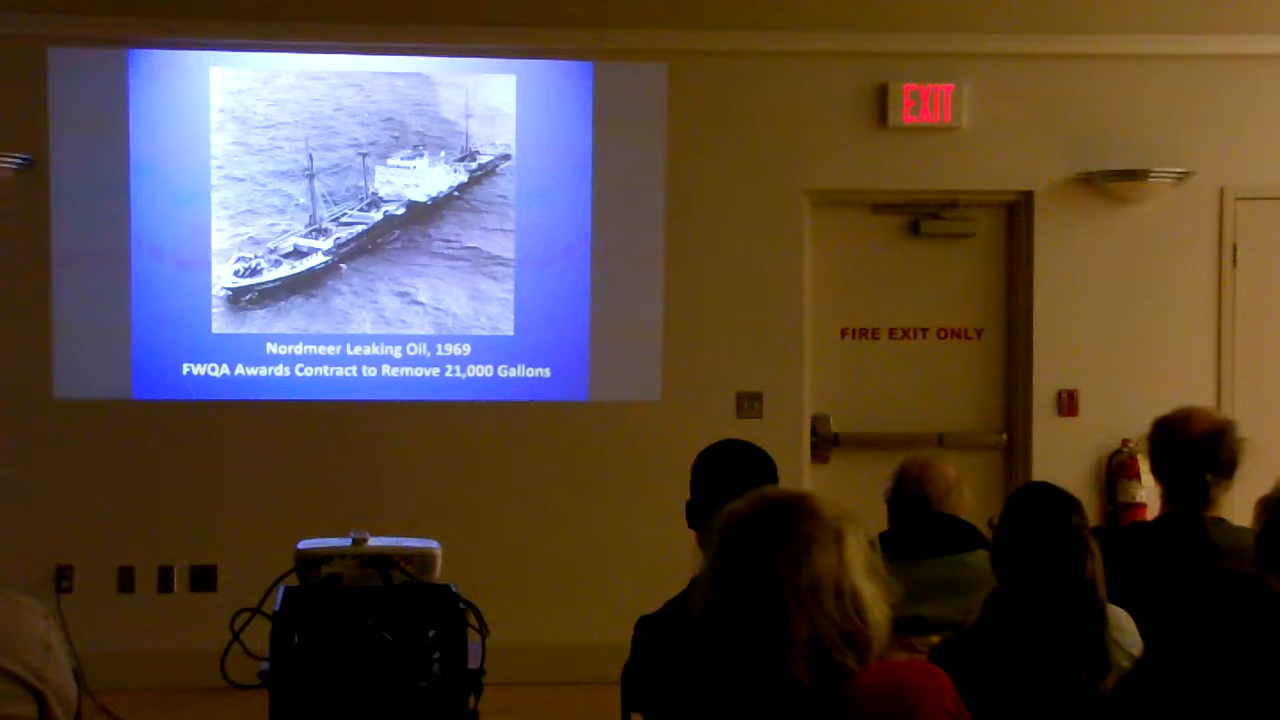 EXIT
FIRE EXIT ONLY
Nordmeer Leaking Oil, 1969
FWQA Awards Contract to Remove 21,000 Gallons